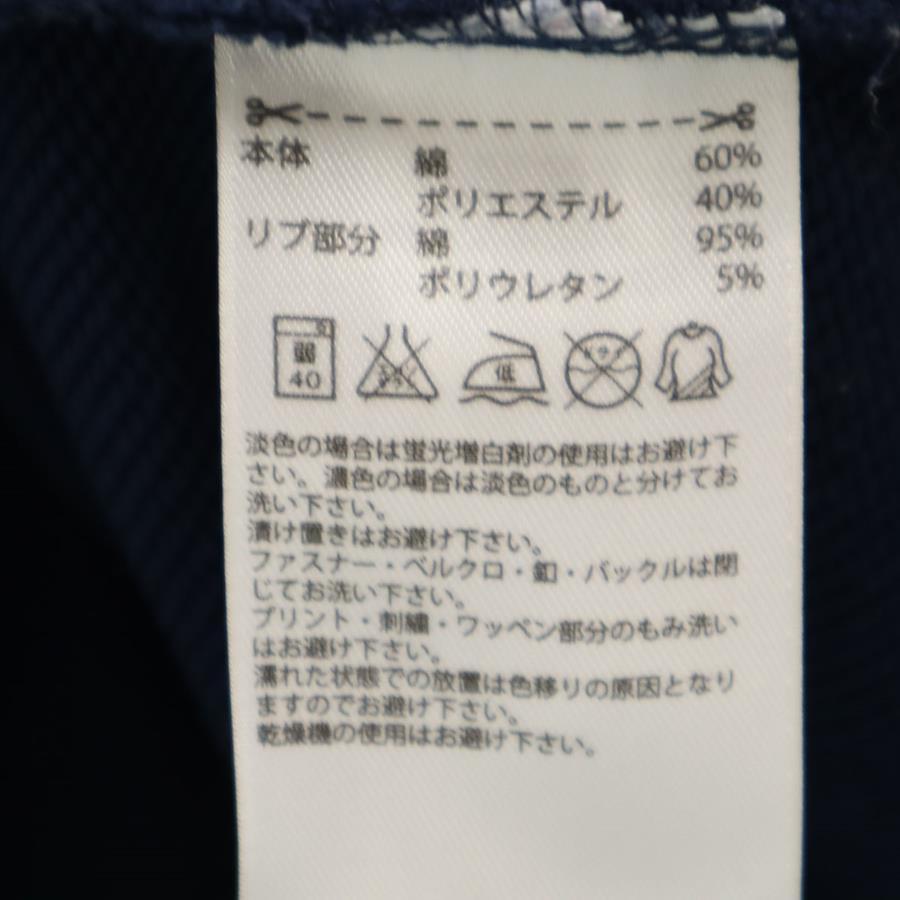 本体 綿 60%
ポリエステル 40%
リブ部分 綿 95%
ポリウレタン 5%
弱 低
40
淡色の場合は蛍光増白剤の使用はお避け下
さい。濃色の場合は淡色のものと分けてお
洗い下さい。
漬け置きはお避け下さい。
ファスナー・ベルクロ・釦・バックルは閉
じてお洗い下さい。
プリント・刺繍・ワッペン部分のもみ洗い
はお避け下さい。
濡れた状態での放置は色移りの原因となり
ますのでお避け下さい。
乾燥機の使用はお避け下さい。